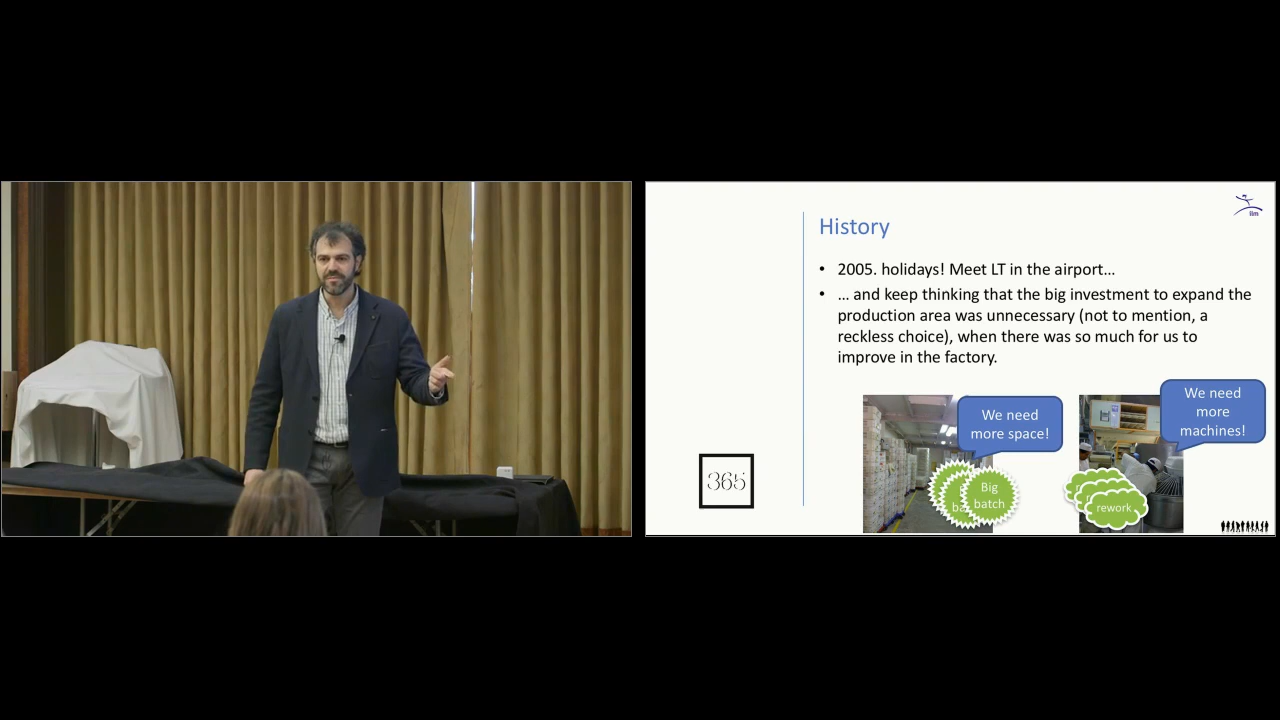 History
• 2005. holidays! Meet LT in the airport…
• … and keep thinking that the big investment to expand the
production area was unnecessary (not to mention, a
reckless choice), when there was so much for us to
improve in the factory.
We need
more space!
We need
more
machines!
Big
batch
rework
365
ilm